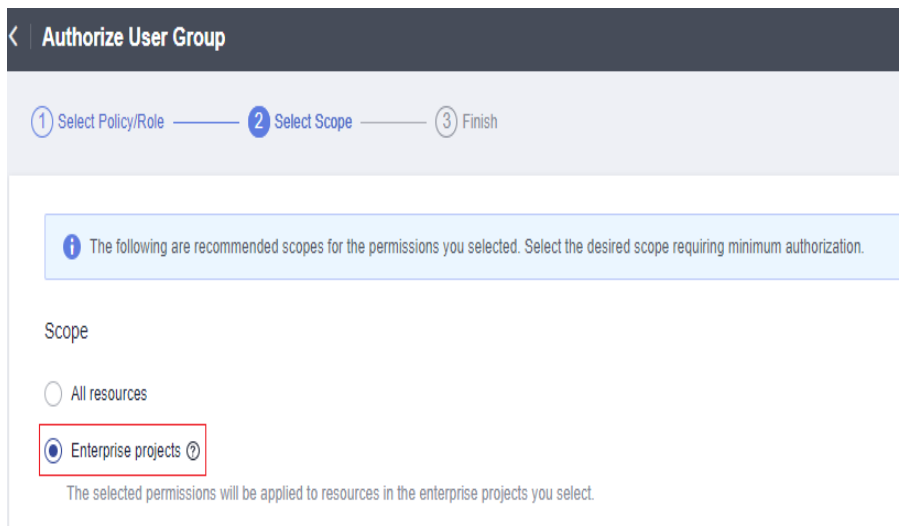 Authorize User Group
1 Select Policy/Role 2 Select Scope 3 Finish
The following are recommended scopes for the permissions you selected. Select the desired scope requiring minimum authorization.
Scope
All resources
Enterprise projects
The selected permissions will be applied to resources in the enterprise projects you select.